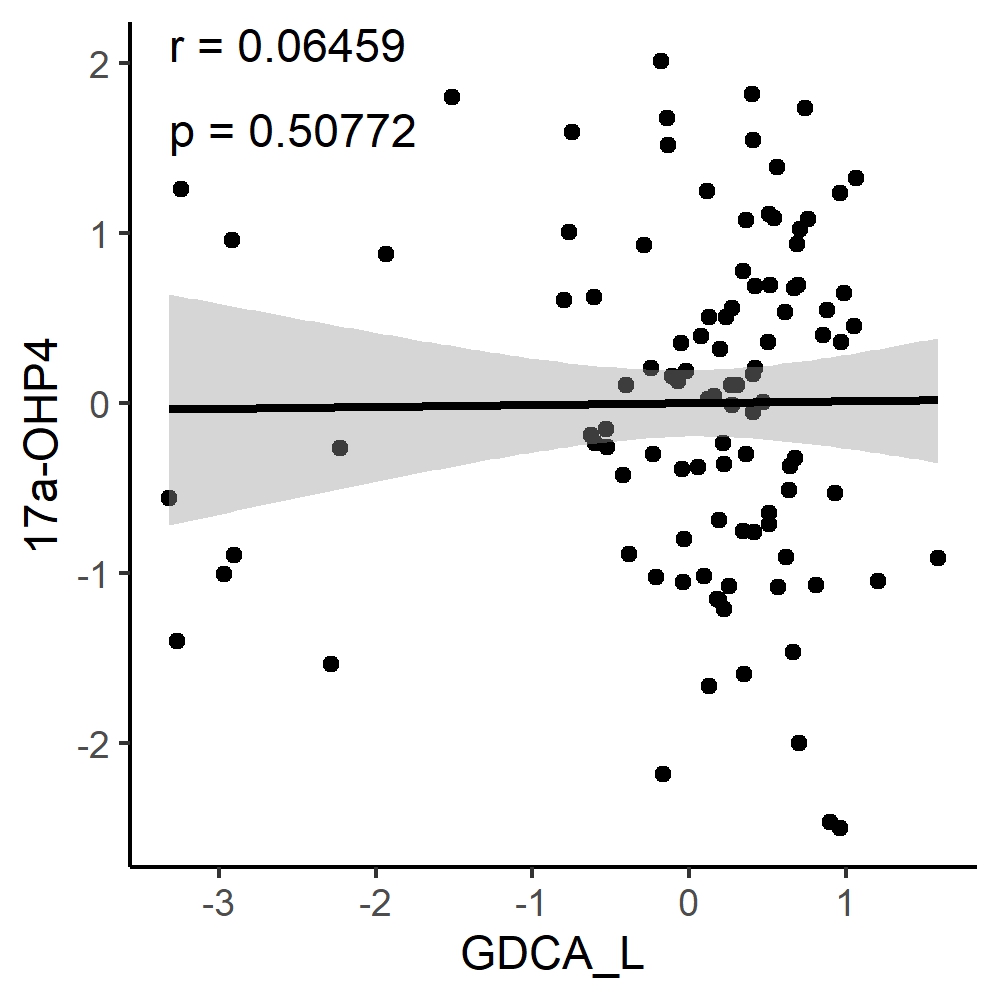 r = 0.06459
p = 0.50772
17a-OHP4
2
1
0
-1
-2
-3 -2 -1 0 1
GDCA_L